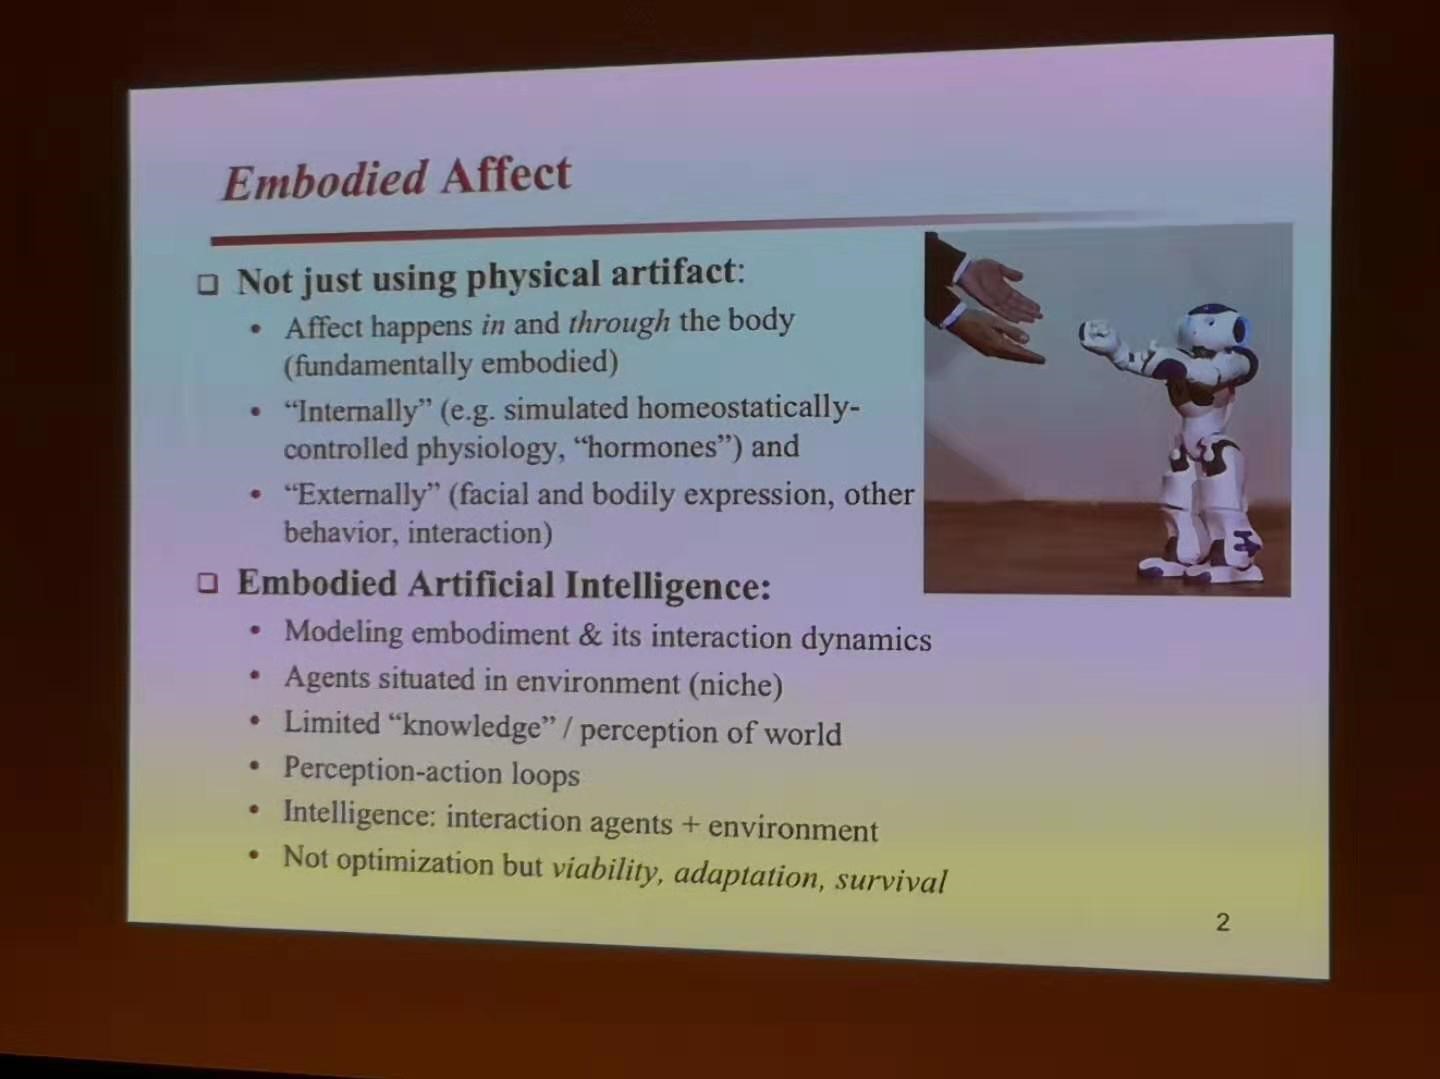 Embodied Affect
Not just using physical artifact:
Affect happens in and through the body
(fundamentally embodied)
“Internally” (e.g. simulated homeostatically-
controlled physiology, “hormones”) and
“Externally” (facial and bodily expression, other
behavior, interaction)
Embodied Artificial Intelligence:
Modeling embodiment & its interaction dynamics
Agents situated in environment (niche)
Limited “knowledge” / perception of world
Perception-action loops
Intelligence: interaction agents + environment
Not optimization but viability, adaptation, survival
2